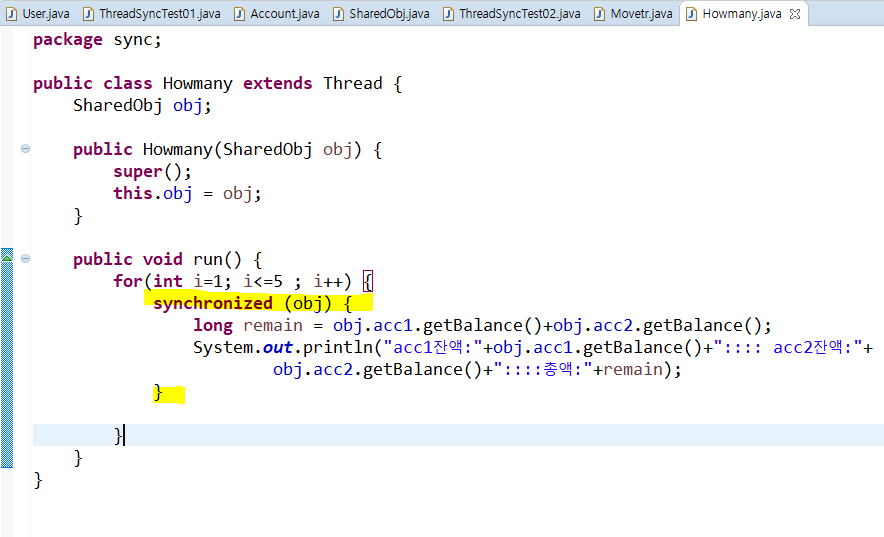 User.java ThreadSyncTest01.java Account.java SharedObj.java ThreadSyncTest02.java Movetr.java Howmany.java
package sync;
public class Howmany extends Thread {
SharedObj obj;
public Howmany(SharedObj obj) {
super();
this.obj = obj;
}
public void run() {
for(int i=1; i<=5 ; i++) {
synchronized (obj) {
long remain = obj.acc1.getBalance()+obj.acc2.getBalance();
System.out.println("acc1잔액:"+obj.acc1.getBalance()+":::: acc2잔액:"+
obj.acc2.getBalance()+"::::총액:"+remain);
}
}
}
}